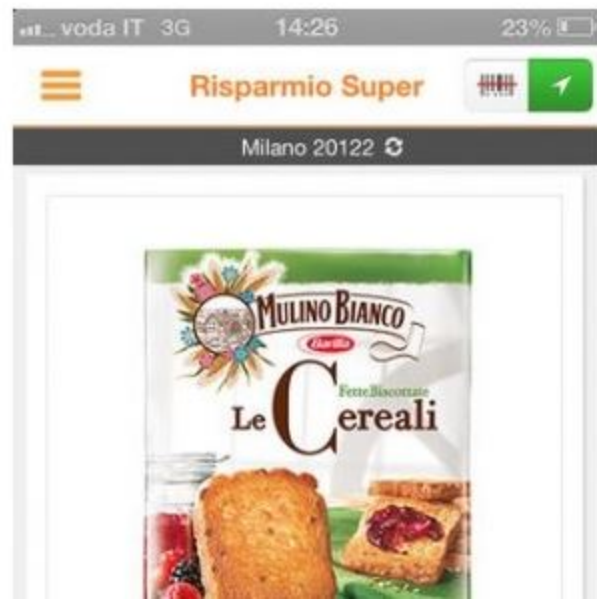 voda IT 3G 14:26 23%
Risparmio Super
Milano 20122
MULINO BIANCO
Barilla
Fette Biscottate
Le Cereali